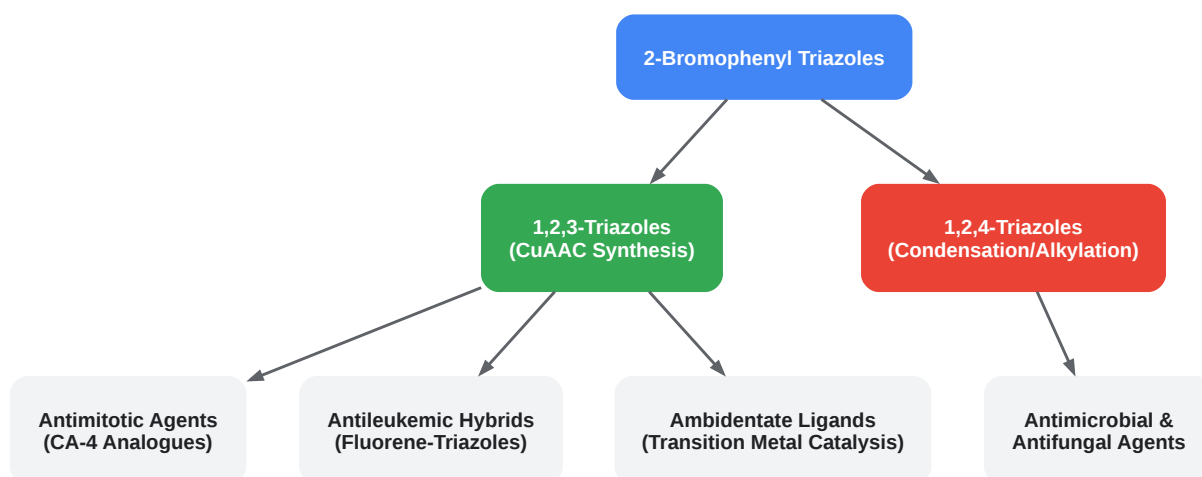 2-Bromophenyl Triazoles
1,2,3-Triazoles
(CuAAC Synthesis)
1,2,4-Triazoles
(Condensation/Alkylation)
Antimitotic Agents
(CA-4 Analogues)
Antileukemic Hybrids
(Fluorene-Triazoles)
Ambidentate Ligands
(Transition Metal Catalysis)
Antimicrobial &
Antifungal Agents